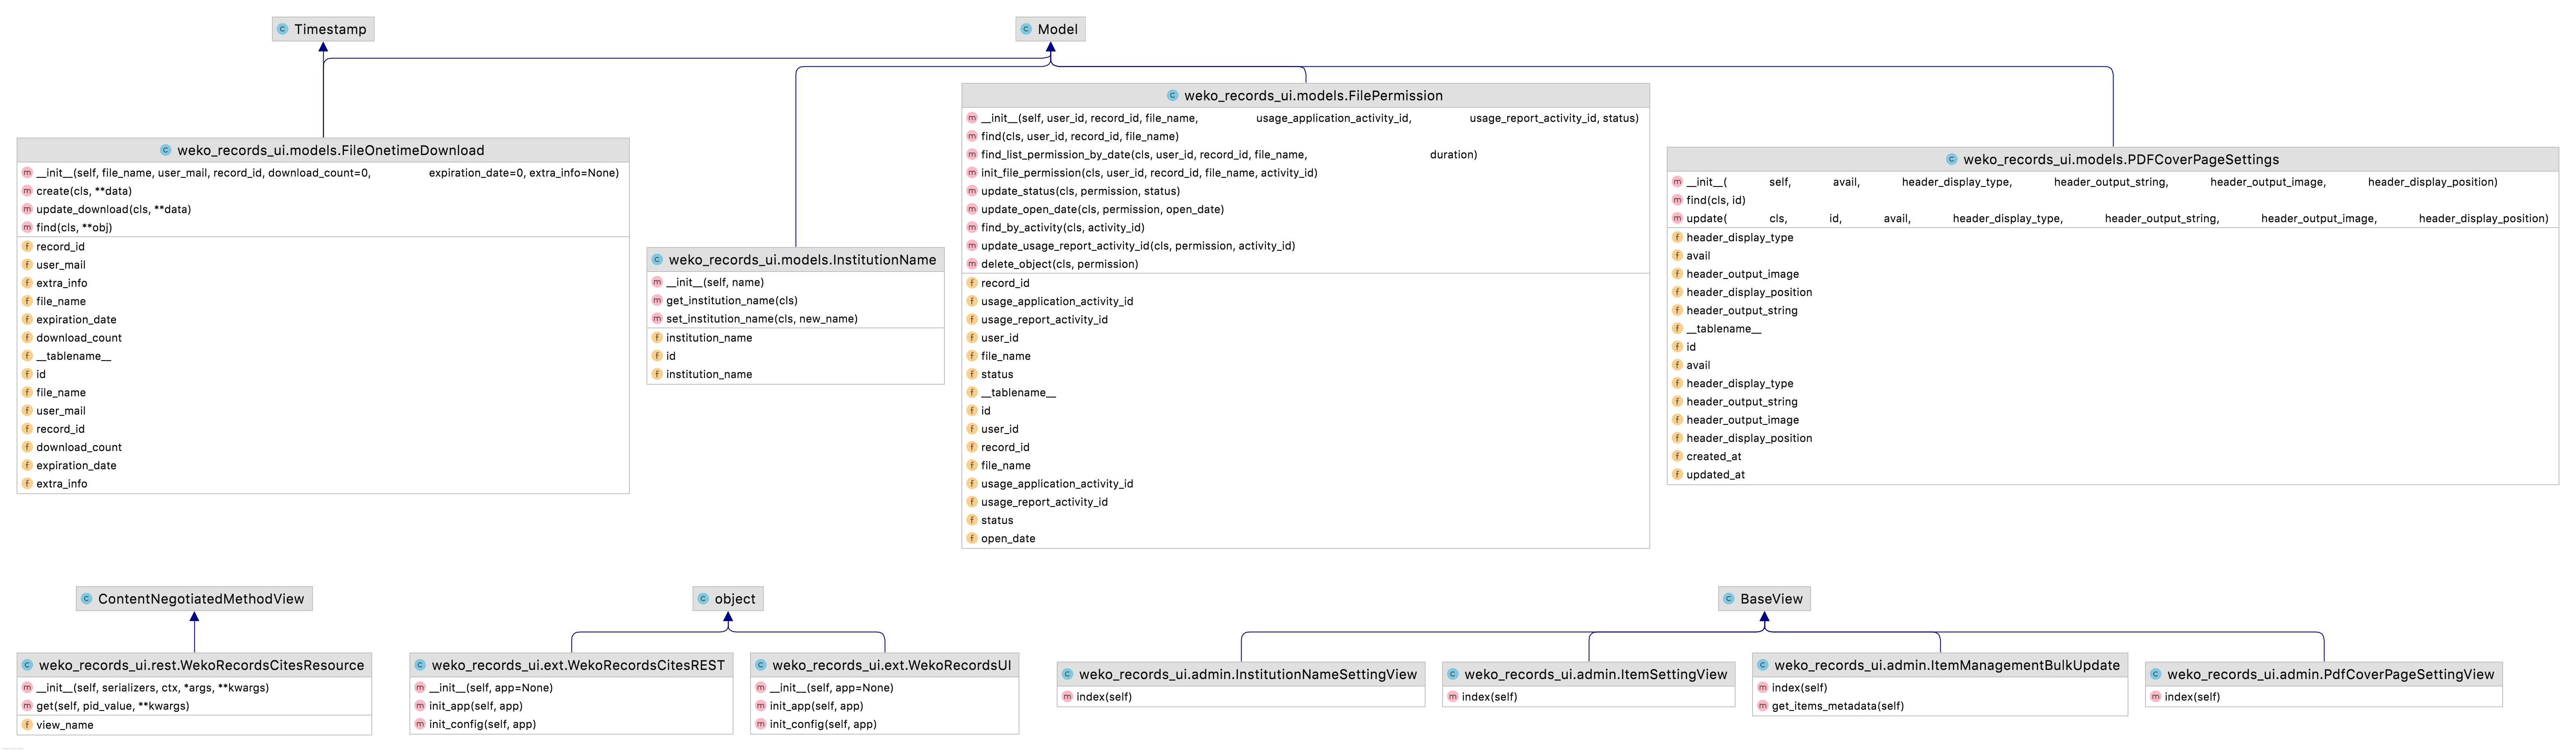 Timestamp
Model
weko_records_ui.models.FileOnetimeDownload
__init__(self, file_name, user_mail, record_id, download_count=0, expiration_date=0, extra_info=None)
create(cls, **data)
update_download(cls, **data)
find(cls, **obj)
record_id
user_mail
extra_info
file_name
expiration_date
download_count
__tablename__
id
file_name
user_mail
record_id
download_count
expiration_date
extra_info
weko_records_ui.models.InstitutionName
__init__(self, name)
get_institution_name(cls)
set_institution_name(cls, new_name)
institution_name
id
institution_name
weko_records_ui.models.FilePermission
__init__(self, user_id, record_id, file_name, usage_application_activity_id, usage_report_activity_id, status)
find(cls, user_id, record_id, file_name)
find_list_permission_by_date(cls, user_id, record_id, file_name, duration)
init_file_permission(cls, user_id, record_id, file_name, activity_id)
update_status(cls, permission, status)
update_open_date(cls, permission, open_date)
find_by_activity(cls, activity_id)
update_usage_report_activity_id(cls, permission, activity_id)
delete_object(cls, permission)
record_id
usage_application_activity_id
usage_report_activity_id
user_id
file_name
status
__tablename__
id
user_id
record_id
file_name
usage_application_activity_id
usage_report_activity_id
status
open_date
weko_records_ui.models.PDFCoverPageSettings
__init__( self, avail, header_display_type, header_output_string, header_output_image, header_display_position)
find(cls, id)
update( cls, id, avail, header_display_type, header_output_string, header_output_image, header_display_position)
header_display_type
avail
header_output_image
header_display_position
header_output_string
__tablename__
id
avail
header_display_type
header_output_string
header_output_image
header_display_position
created_at
updated_at
ContentNegotiatedMethodView
object
BaseView
weko_records_ui.rest.WekoRecordsCitesResource
__init__(self, serializers, ctx, *args, **kwargs)
get(self, pid_value, **kwargs)
view_name
weko_records_ui.ext.WekoRecordsCitesREST
__init__(self, app=None)
init_app(self, app)
init_config(self, app)
weko_records_ui.ext.WekoRecordsUI
__init__(self, app=None)
init_app(self, app)
init_config(self, app)
weko_records_ui.admin.InstitutionNameSettingView
index(self)
weko_records_ui.admin.ItemSettingView
index(self)
weko_records_ui.admin.ItemManagementBulkUpdate
index(self)
get_items_metadata(self)
weko_records_ui.admin.PdfCoverPageSettingView
index(self)